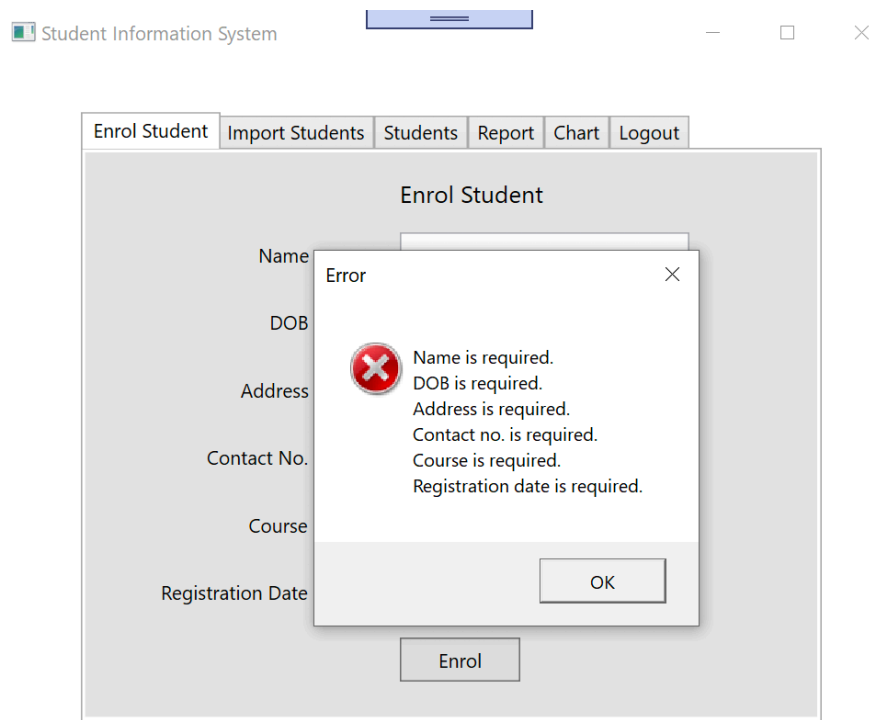 Student Information System
Enrol Student Import Students Students Report Chart Logout
Enrol Student
Name
Error
DOB
Name is required.
DOB is required.
Address is required.
Contact no. is required.
Course is required.
Registration date is required.
Address
Contact No.
Course
OK
Registration Date
Enrol